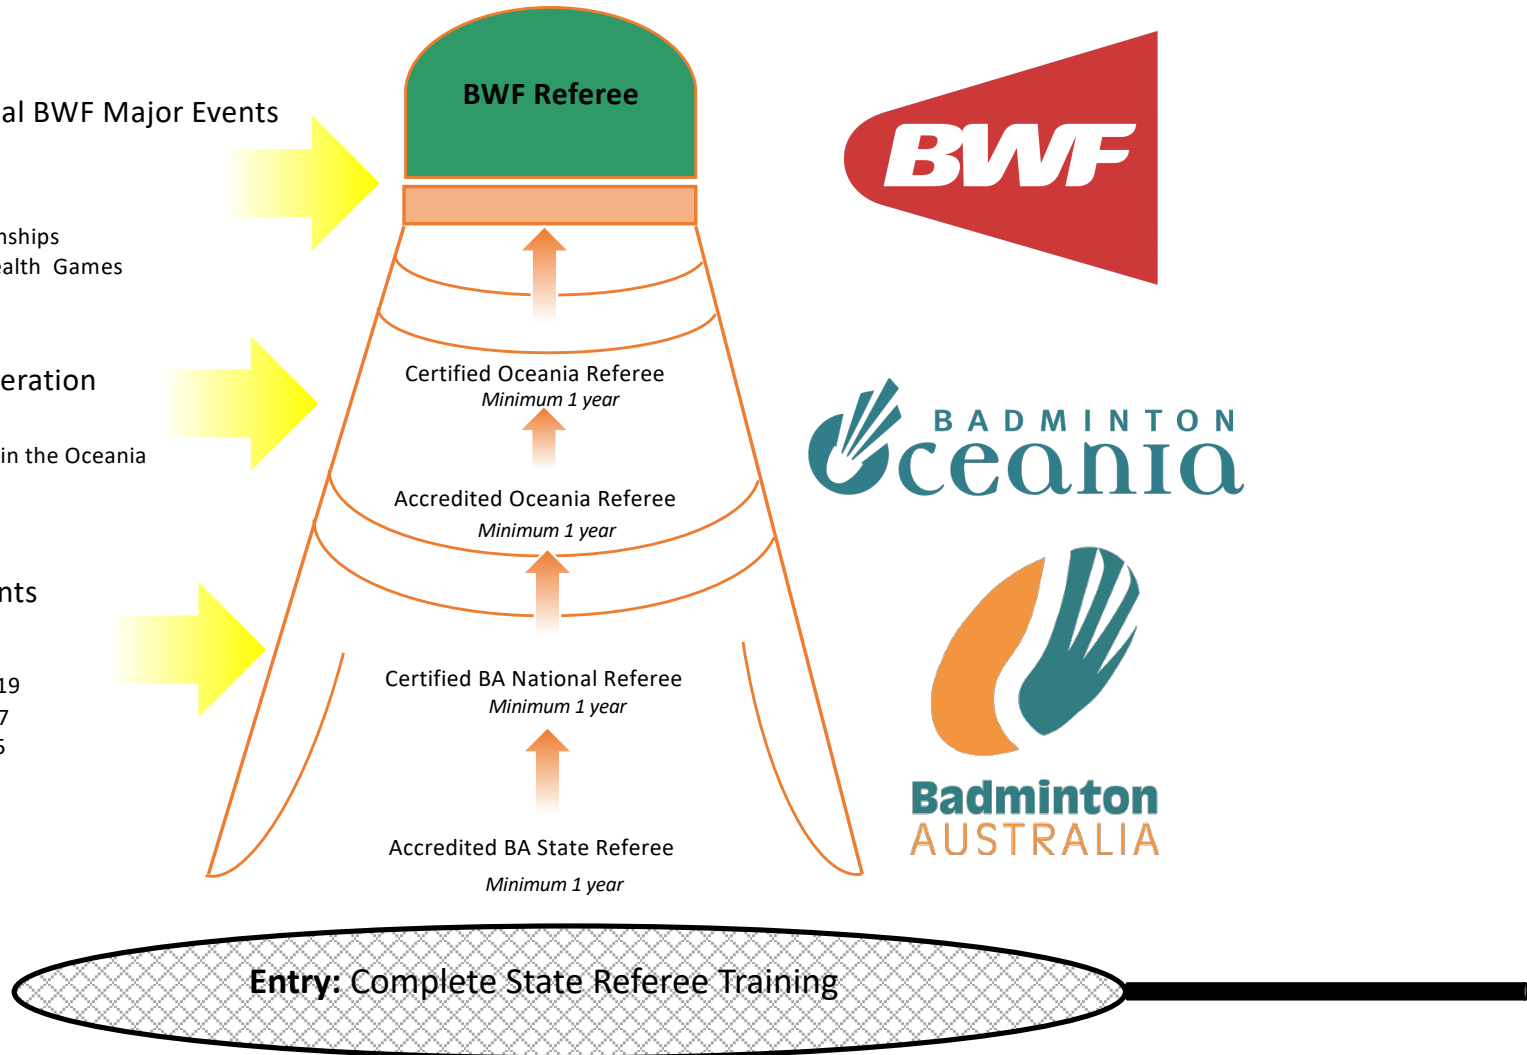 BWF Referee
al BWF Major Events
BWF
nships
ealth Games
Certified Oceania Referee
Minimum 1 year
eration
in the Oceania
BADMINTON
Oceania
Accredited Oceania Referee
Minimum 1 year
nts
19
7
5
Certified BA National Referee
Minimum 1 year
Badminton
AUSTRALIA
Accredited BA State Referee
Minimum 1 year
Entry: Complete State Referee Training